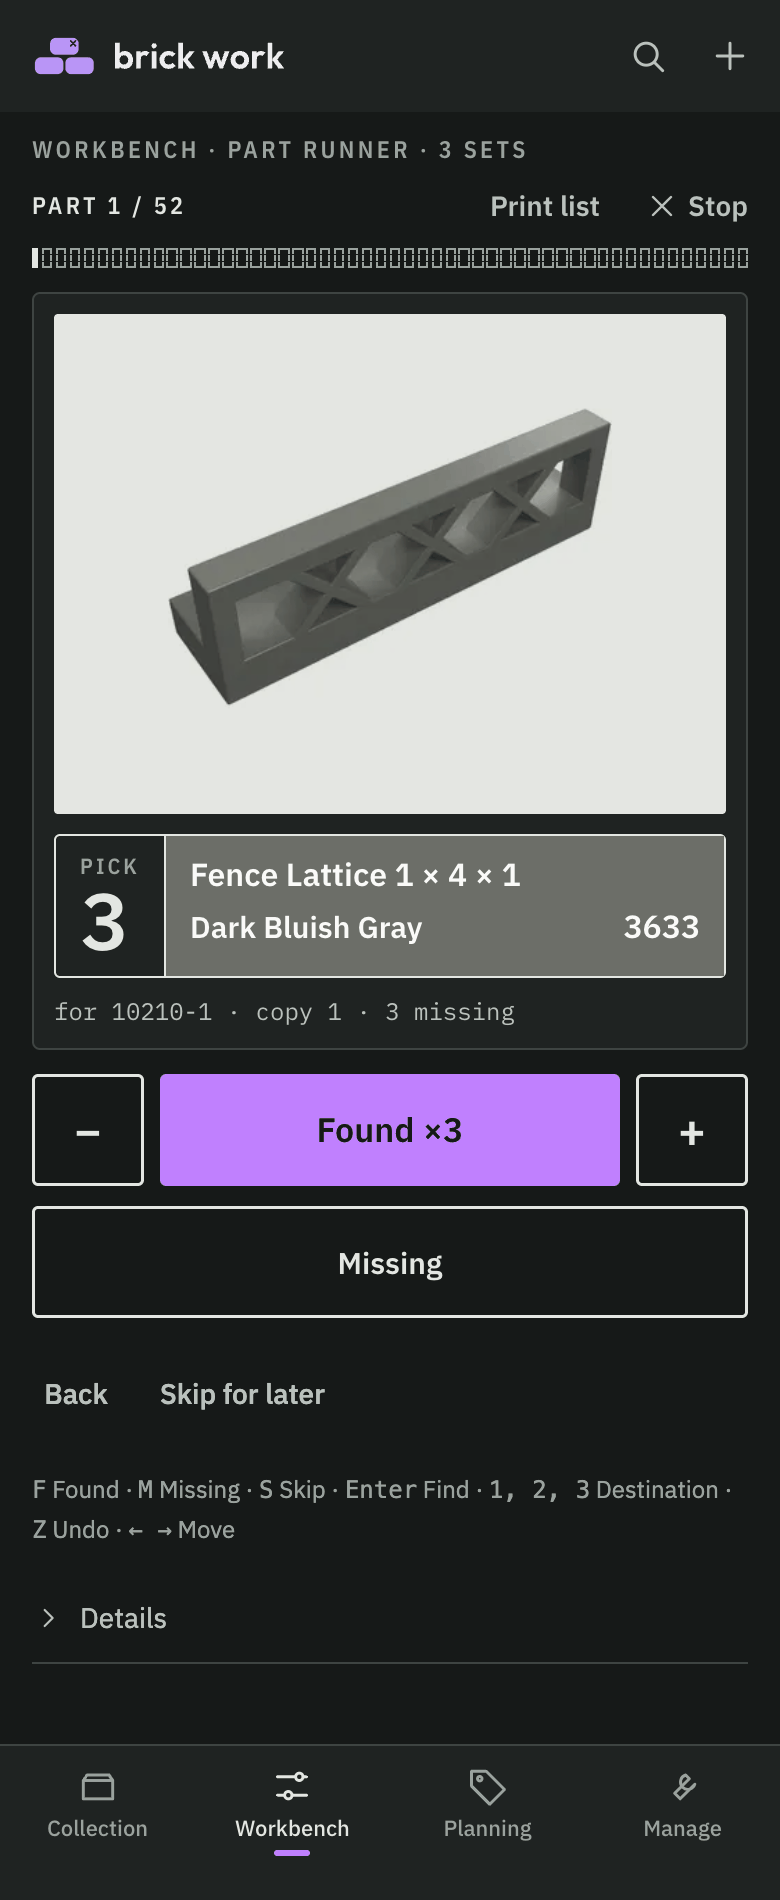 brick work
WORKBENCH · PART RUNNER · 3 SETS
PART 1 / 52
Print list
Stop
PICK
3
Fence Lattice 1 × 4 × 1
Dark Bluish Gray 3633
for 10210-1 · copy 1 · 3 missing
−
Found ×3
+
Missing
Back
Skip for later
F Found · M Missing · S Skip · Enter Find · 1, 2, 3 Destination ·
Z Undo · ← → Move
Details
Collection
Workbench
Planning
Manage